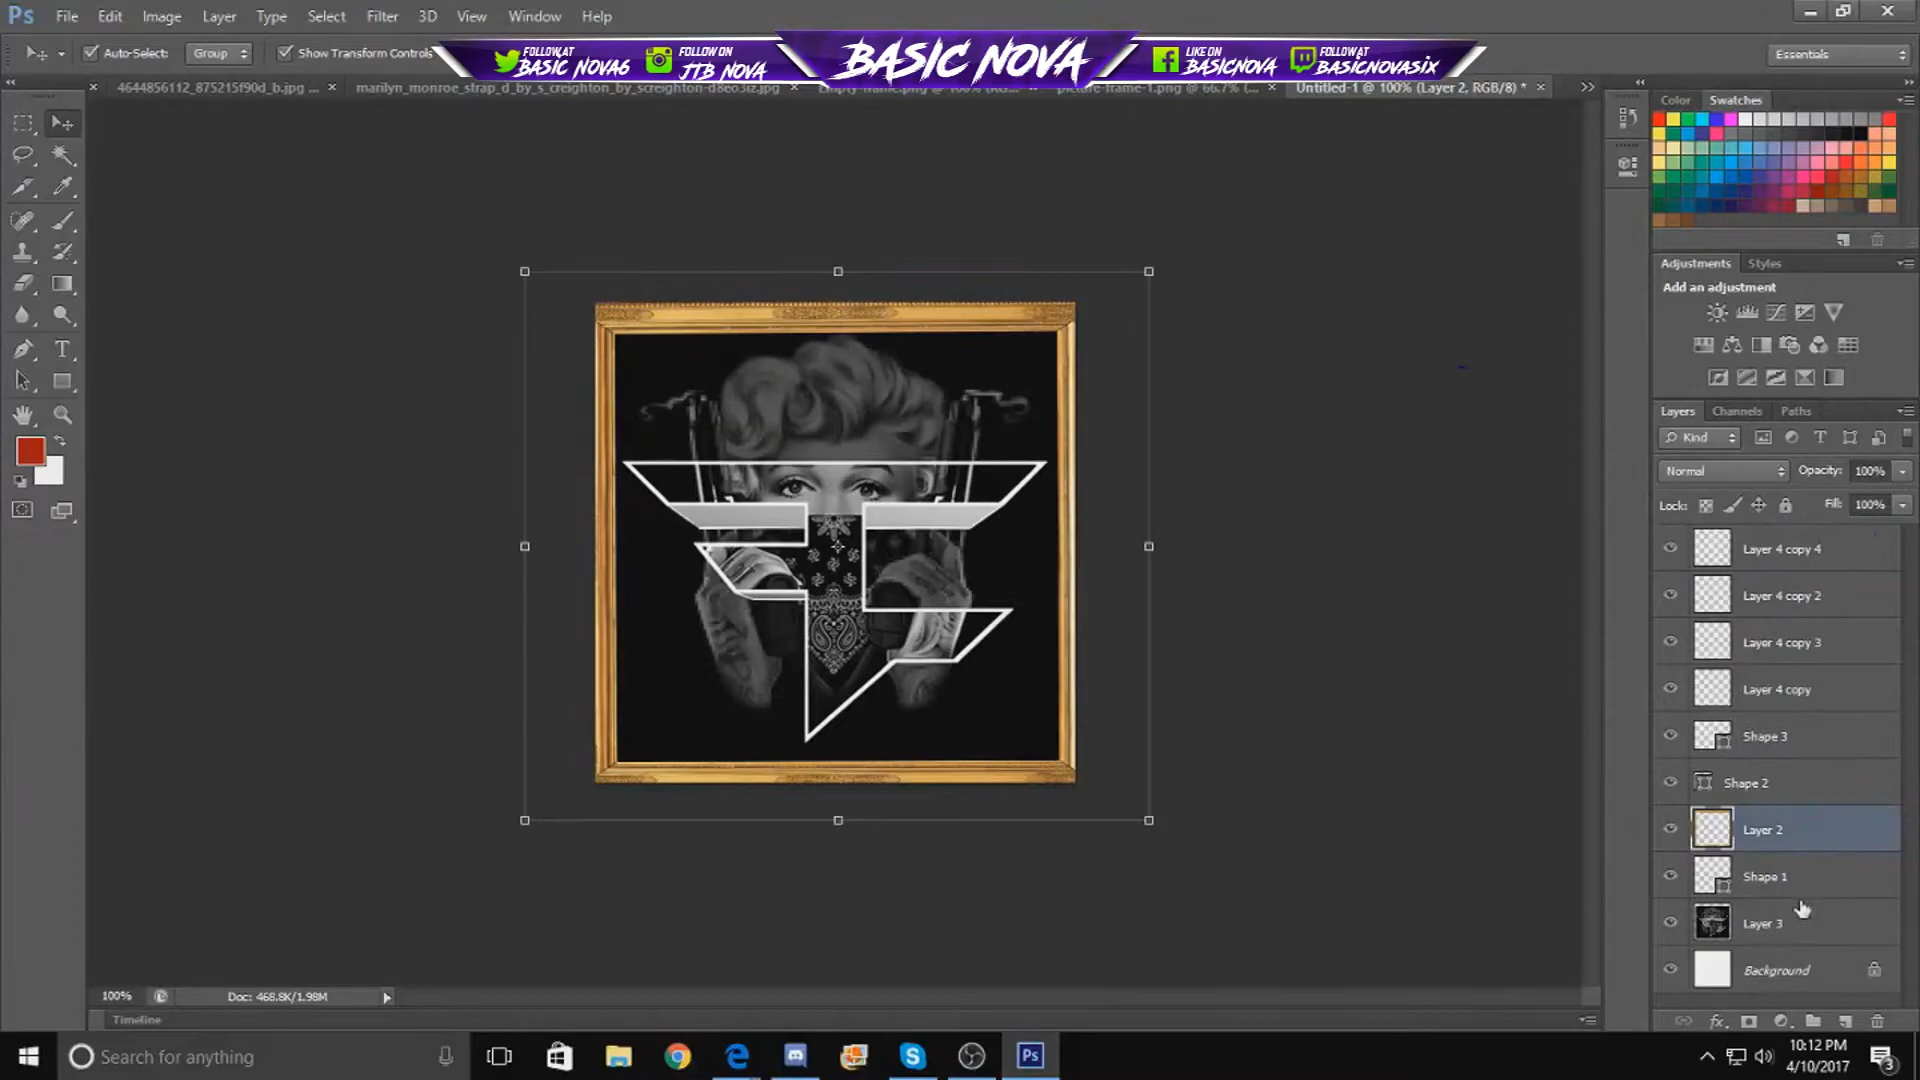 Ps File Edit Image Layer Type Select Filter 3D View Window Help
Auto-Select: Group Show Transform Controls
FOLLOW AT BASIC NOVA6
FOLLOW ON JTB NOVA
BASIC NOVA
LIKE ON BASICNOVA
FOLLOW AT BASICNOVASIX
Essentials
4644856112_875215f90d_b.jpg ... × marilyn_monroe_strap_d_by_s_creighton_by_screighton-d8eo3iz.jpg × picture-frame-1.png @ 66.7% (... × Untitled-1 @ 100% (Layer 2, RGB/8) * ×
Color Swatches
Adjustments Styles
Add an adjustment
Layers Channels Paths
Kind
Normal Opacity: 100%
Lock: Fill: 100%
Layer 4 copy 4
Layer 4 copy 2
Layer 4 copy 3
Layer 4 copy
Shape 3
Shape 2
Layer 2
Shape 1
Layer 3
Background
fx
100% Doc: 468.8K/1.98M
Timeline
Search for anything
Ps
10:12 PM
4/10/2017
3